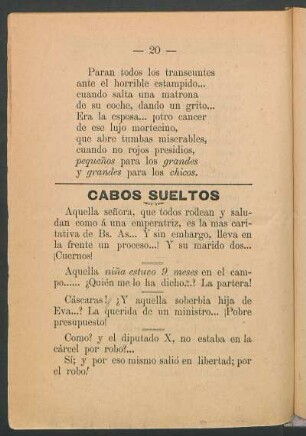 — 20 —
Paran todos los transeuntes
ante el horrible estampido...
cuando salta una matrona
de su coche, dando un grito...
Era la esposa... ¡otro cancer
de ese lujo mortecino,
que abre tumbas miserables,
cuando no rojos presidios,
pequeños para los grandes
y grandes para los chicos.
CABOS SUELTOS
Aquella señora, que todos rodean y salu-
dan como á una emperatriz, es la más cari-
tativa de Bs. As... Y sin embargo, lleva en
la frente un proceso...! Y su marido dos...
¡Cuernos!
Aquella niña estuvo 9 meses en el cam-
po...... ¿Quién me lo ha dicho..? La partera!
Cáscaras! ¿Y aquella soberbia hija de
Eva...? La querida de un ministro... ¡Pobre
presupuesto!
Como? y el diputado X, no estaba en la
cárcel por robo?...
Sí; y por eso mismo salió en libertad; por
el robo!